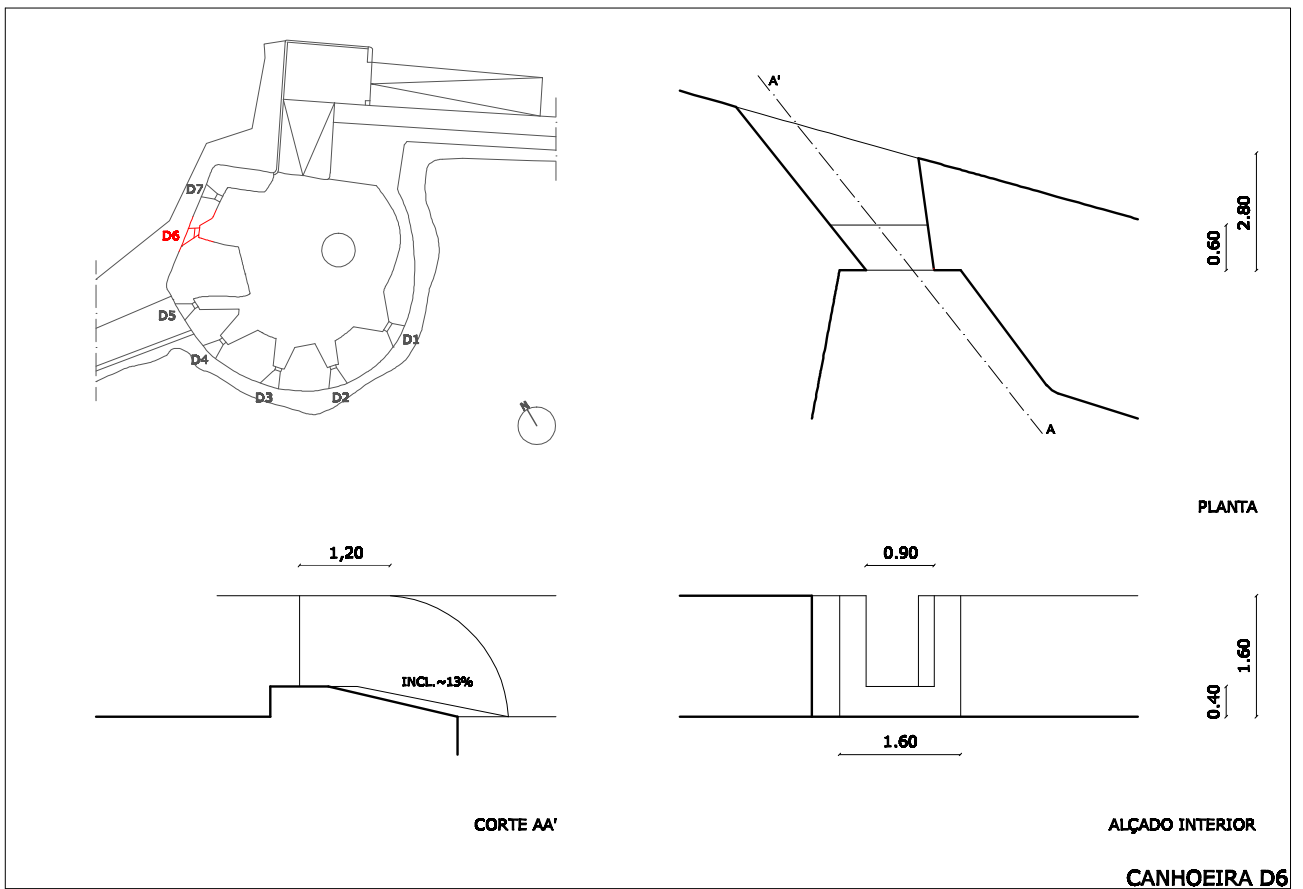 D7
D6
D5
D4
D3
D2
D1
N
A'
A
2.80
0.60
PLANTA
1,20
INCL.~13%
CORTE AA'
0.90
1.60
0.40
1.60
ALÇADO INTERIOR
CANHOEIRA D6